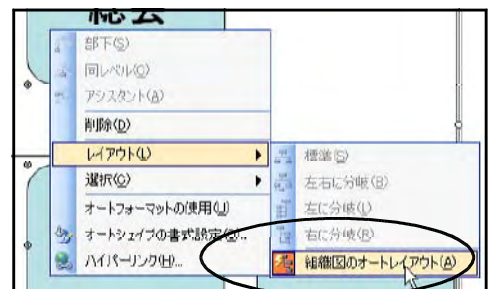 総会
部下(S)
同レベル(C)
アシスタント(A)
削除(D)
レイアウト(L)
選択(C)
オートフォーマットの使用(U)
オートシェイプの書式設定(O)...
ハイパーリンク(H)...
標準(S)
左右に分岐(B)
左に分岐(L)
右に分岐(R)
組織図のオートレイアウト(A)